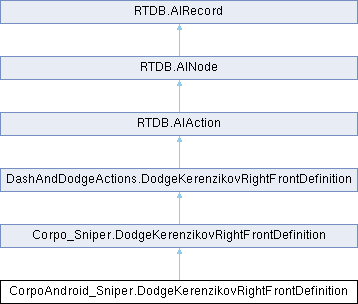 RTDB.AIRecord
RTDB.AINode
RTDB.AIAction
DashAndDodgeActions.DodgeKerenzikovRightFrontDefinition
Corpo_Sniper.DodgeKerenzikovRightFrontDefinition
CorpoAndroid_Sniper.DodgeKerenzikovRightFrontDefinition